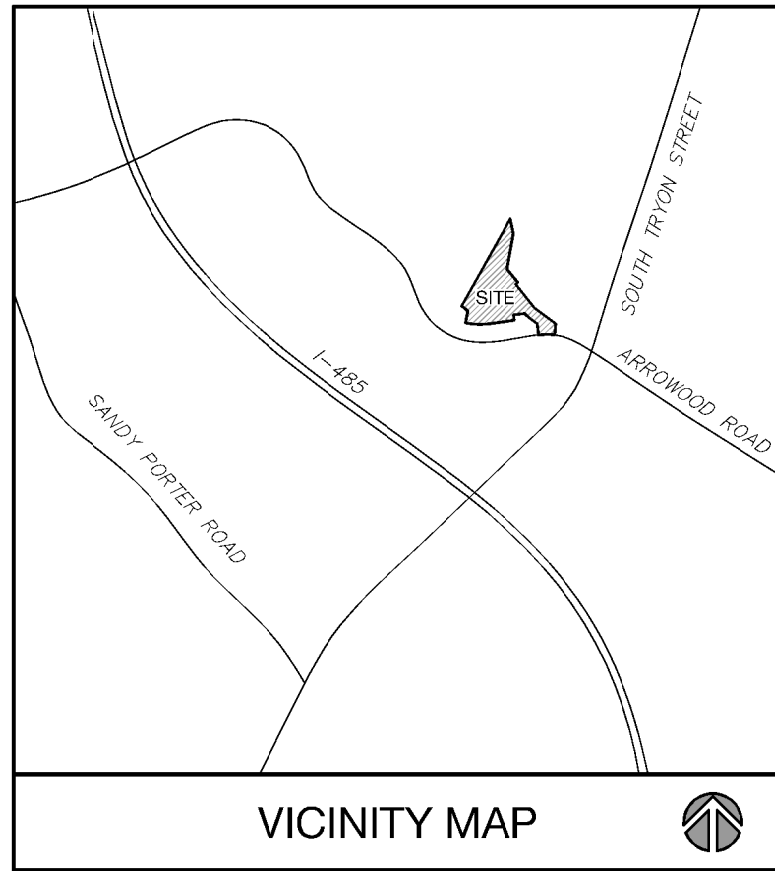 SOUTH TRYON STREET
SITE
I-485
ARROWOOD ROAD
SANDY PORTER ROAD
VICINITY MAP